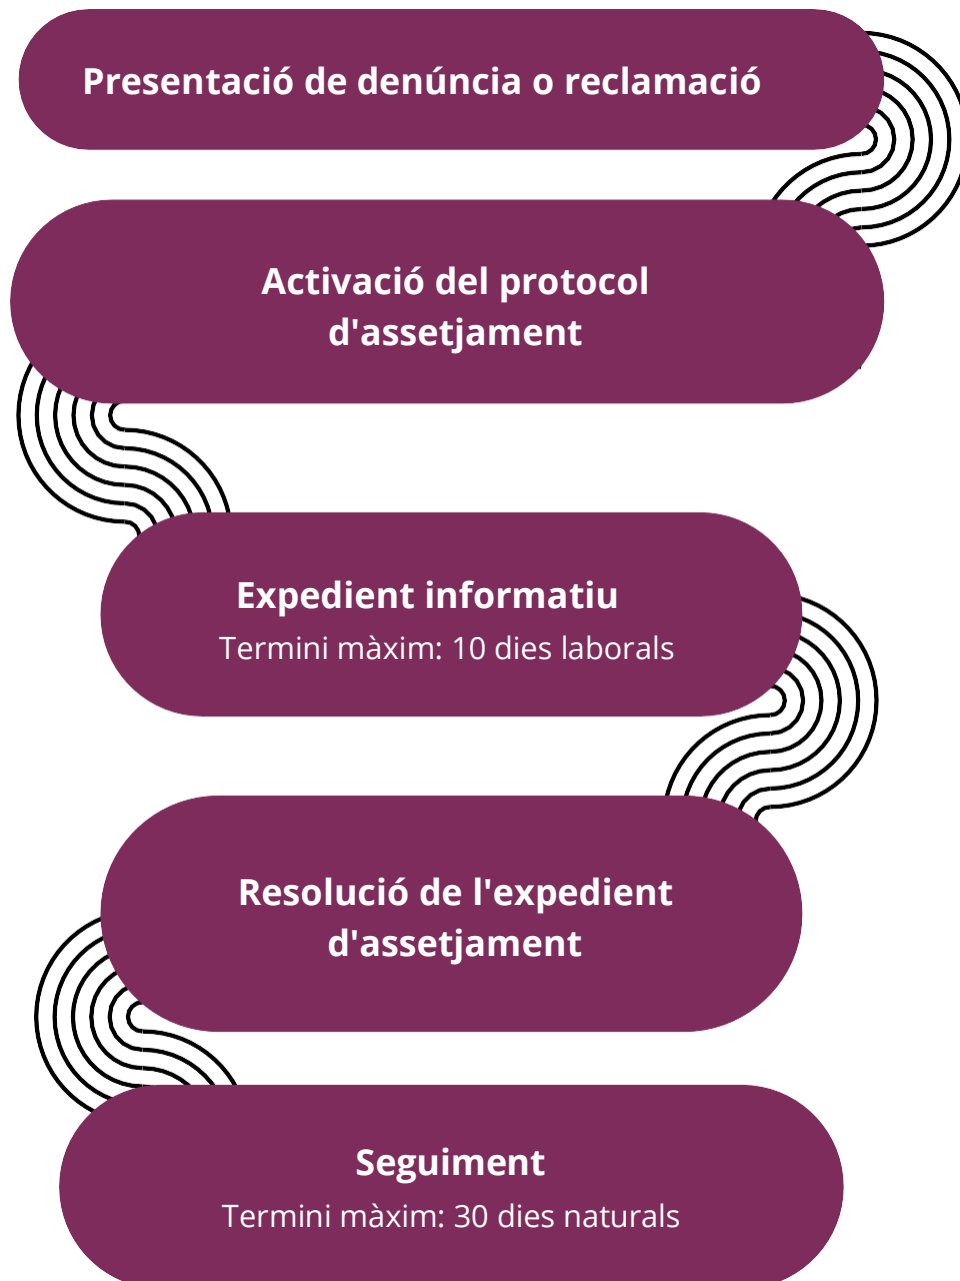 Presentació de denúncia o reclamació
Activació del protocol
d'assetjament
Expedient informatiu
Termini màxim: 10 dies laborals
Resolució de l'expedient
d'assetjament
Seguiment
Termini màxim: 30 dies naturals